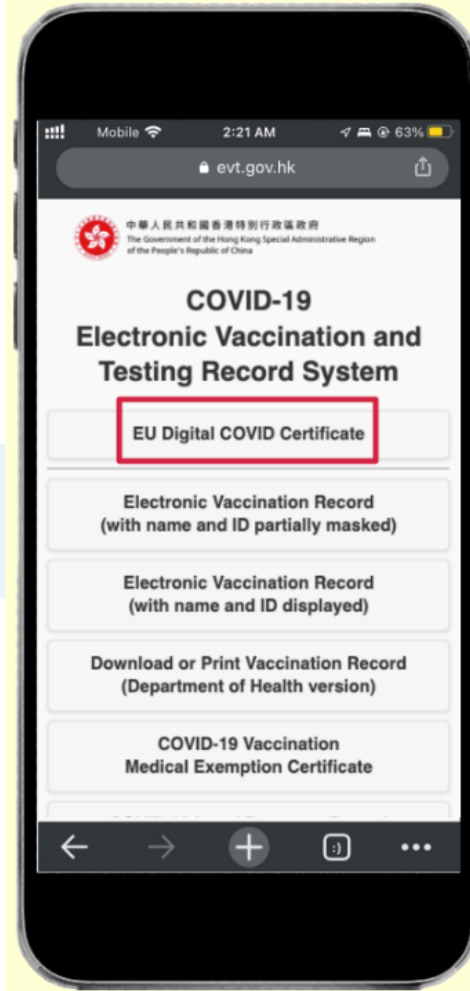 Mobile 2:21 AM 63%
evt.gov.hk
中華人民共和國香港特別行政區政府
The Government of the Hong Kong Special Administrative Region
of the People's Republic of China
COVID-19
Electronic Vaccination and
Testing Record System
EU Digital COVID Certificate
Electronic Vaccination Record
(with name and ID partially masked)
Electronic Vaccination Record
(with name and ID displayed)
Download or Print Vaccination Record
(Department of Health version)
COVID-19 Vaccination
Medical Exemption Certificate
:)